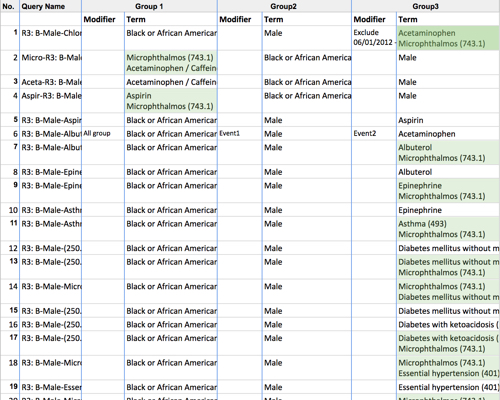 No. Query Name Group 1 Group2 Group3
Modifier Term Modifier Term Modifier Term
1 R3: B-Male-Chlor Black or African American Male Exclude Acetaminophen
06/01/2012 - Microphthalmos (743.1)
2 Micro-R3: B-Male Microphthalmos (743.1) Black or African America Male
Acetaminophen / Caffein
3 Aceta-R3: B-Male Acetaminophen / Caffein Black or African America Male
4 Aspir-R3: B-Male Aspirin Black or African America Male
Microphthalmos (743.1)
5 R3: B-Male-Aspir Black or African American Male Aspirin
6 R3: B-Male-Albut All group Black or African American Event1 Male Event2 Acetaminophen
7 R3: B-Male-Albut Black or African American Male Albuterol
Microphthalmos (743.1)
8 R3: B-Male-Epine Black or African American Male Albuterol
9 R3: B-Male-Epine Black or African American Male Epinephrine
Microphthalmos (743.1)
10 R3: B-Male-Asthm Black or African American Male Epinephrine
11 R3: B-Male-Asthm Black or African American Male Asthma (493)
Microphthalmos (743.1)
12 R3: B-Male-(250. Black or African American Male Diabetes mellitus without m
13 R3: B-Male-(250. Black or African American Male Diabetes mellitus without m
Microphthalmos (743.1)
14 R3: B-Male-Micro Black or African American Male Microphthalmos (743.1)
Diabetes mellitus without m
15 R3: B-Male-(250. Black or African American Male Diabetes mellitus without m
16 R3: B-Male-(250. Black or African American Male Diabetes with ketoacidosis (
17 R3: B-Male-(250. Black or African American Male Diabetes with ketoacidosis (
Microphthalmos (743.1)
18 R3: B-Male-Micro Black or African American Male Microphthalmos (743.1)
Essential hypertension (401)
19 R3: B-Male-Essen Black or African American Male Essential hypertension (401)